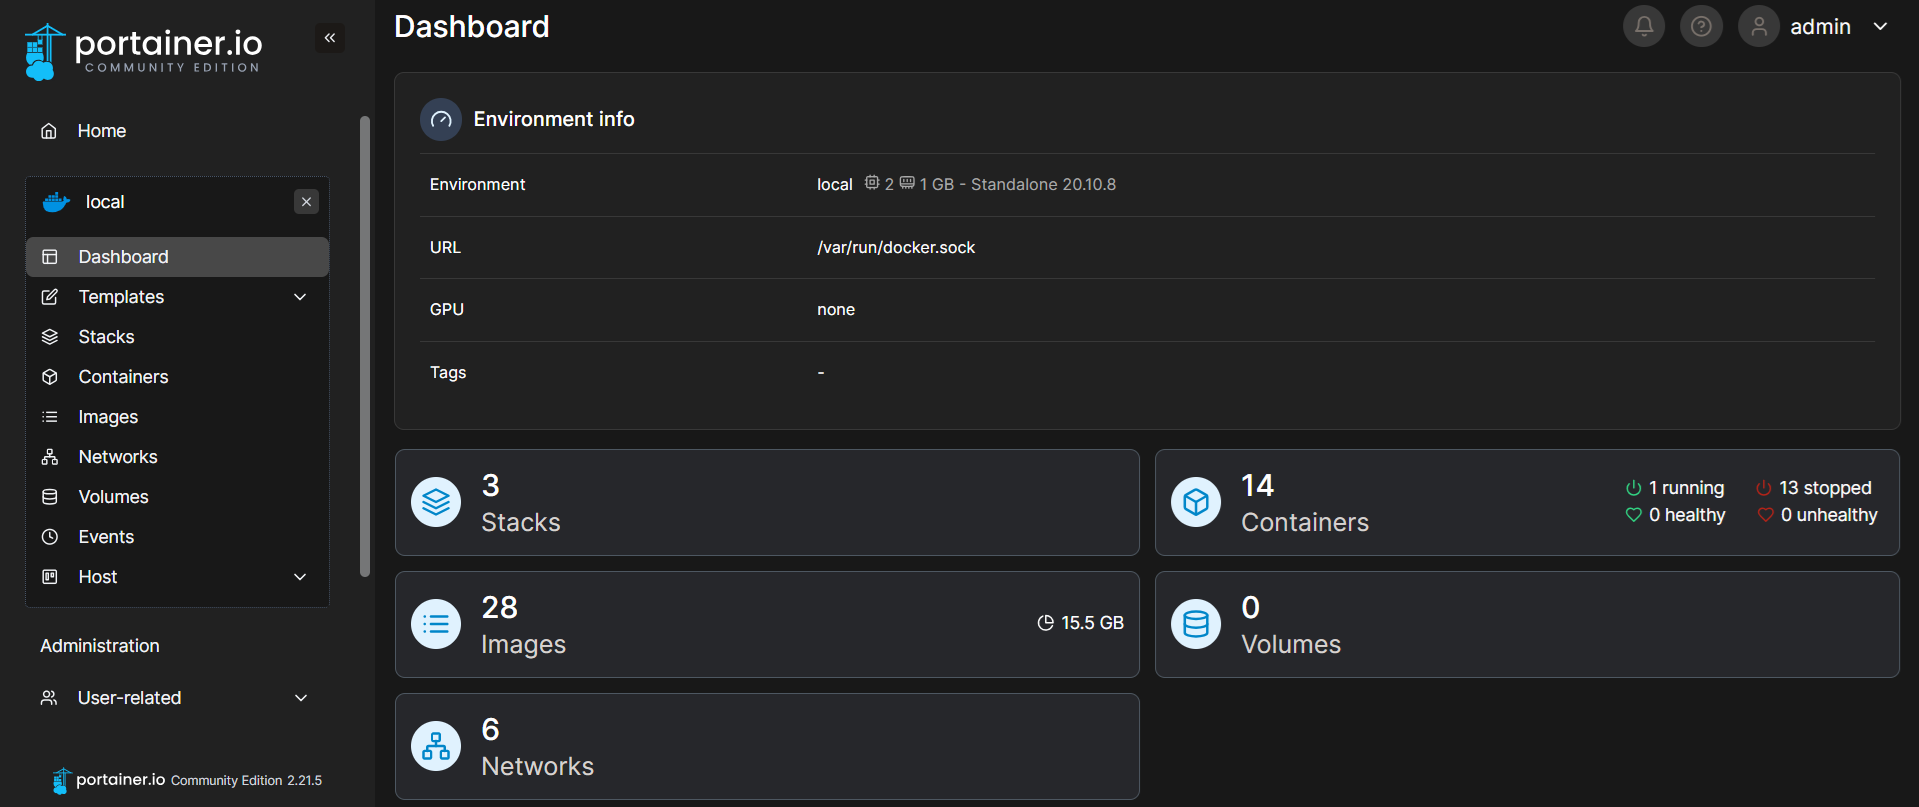 portainer.io
COMMUNITY EDITION
Home
local
Dashboard
Templates
Stacks
Containers
Images
Networks
Volumes
Events
Host
Administration
User-related
portainer.io Community Edition 2.21.5
Dashboard
admin
Environment info
Environment local 2 1 GB - Standalone 20.10.8
URL /var/run/docker.sock
GPU none
Tags -
3
Stacks
14
Containers
1 running 13 stopped
0 healthy 0 unhealthy
28
Images
15.5 GB
0
Volumes
6
Networks